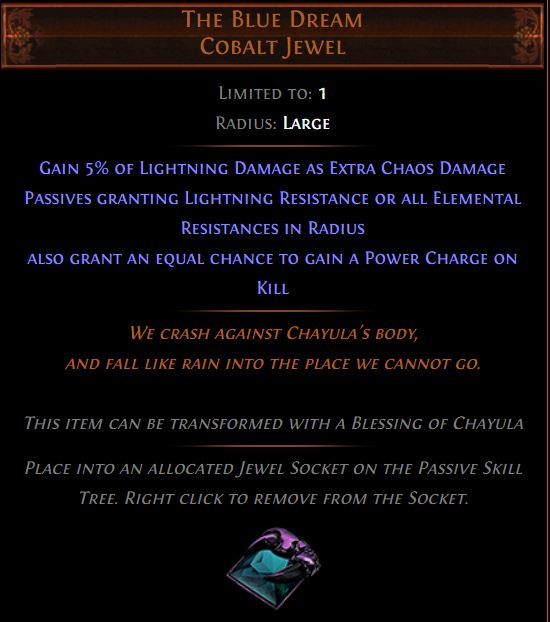 The Blue Dream
Cobalt Jewel
Limited to: 1
Radius: Large
Gain 5% of Lightning Damage as Extra Chaos Damage
Passives granting Lightning Resistance or all Elemental
Resistances in Radius
also grant an equal chance to gain a Power Charge on
Kill
We crash against Chayula's body,
and fall like rain into the place we cannot go.
This item can be transformed with a Blessing of Chayula
Place into an allocated Jewel Socket on the Passive Skill
Tree. Right click to remove from the Socket.